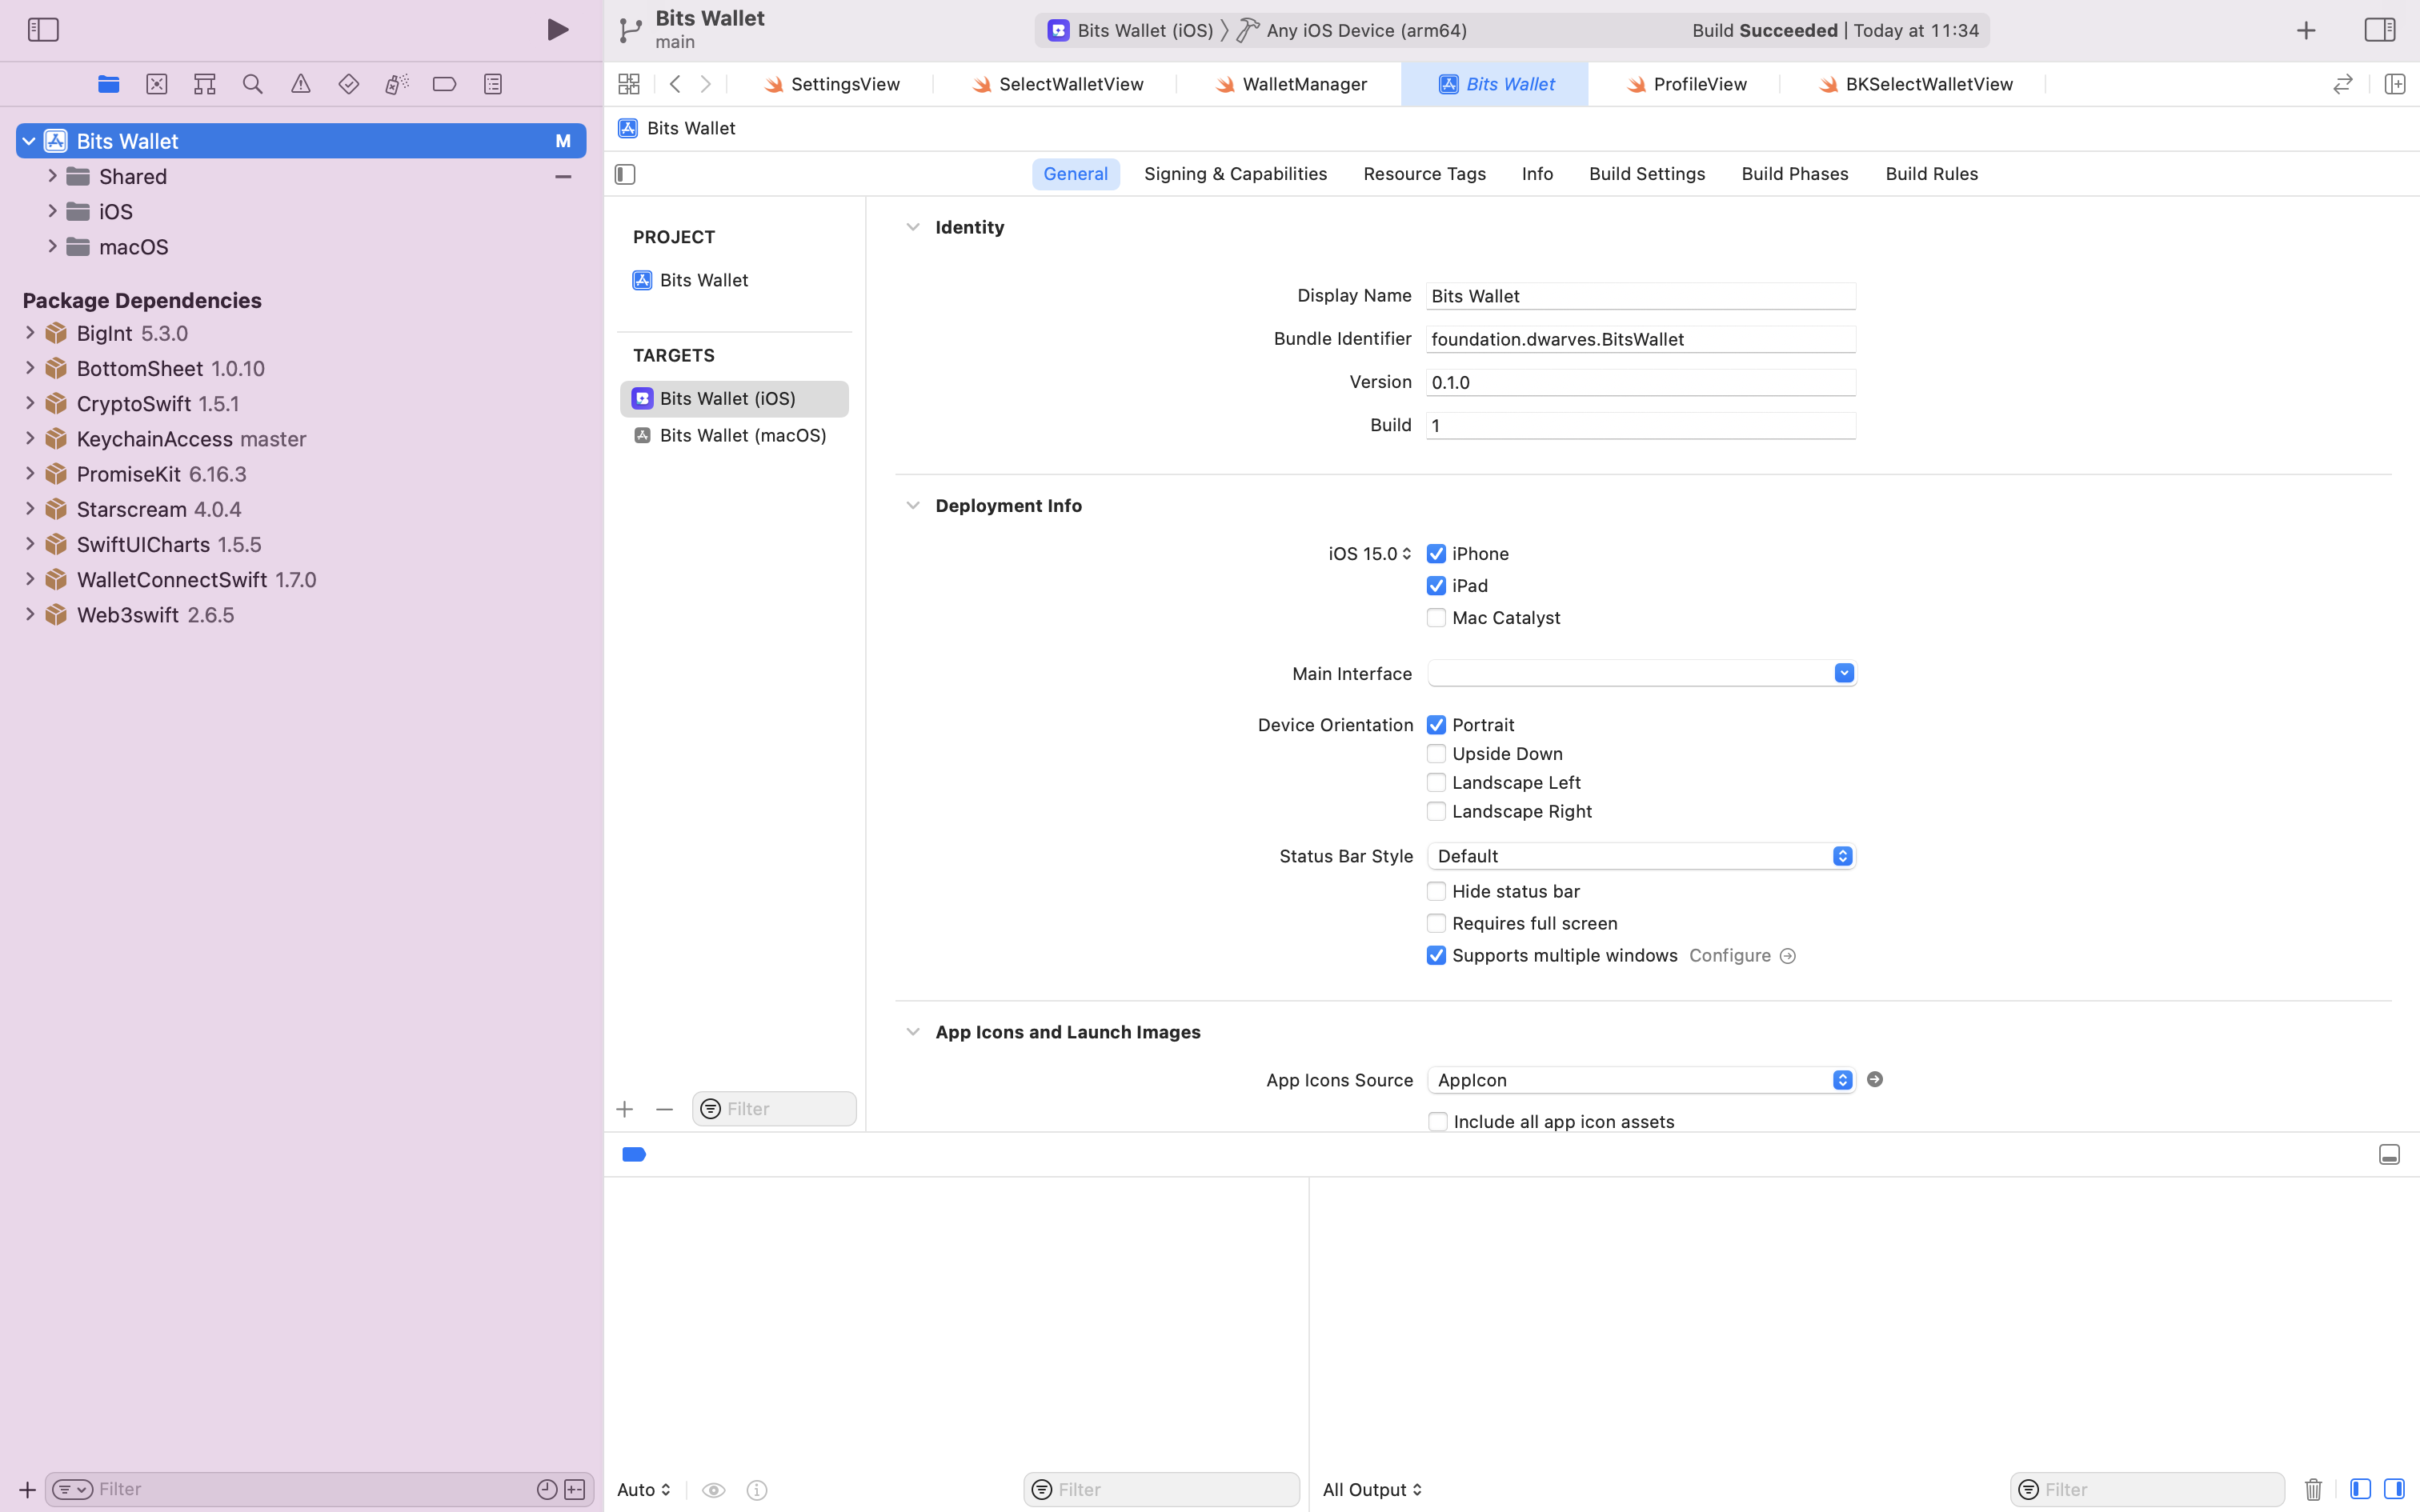 Bits Wallet
main
Bits Wallet (iOS)
Any iOS Device (arm64)
Build Succeeded | Today at 11:34
SettingsView
SelectWalletView
WalletManager
Bits Wallet
ProfileView
BKSelectWalletView
Bits Wallet M
Shared
iOS
macOS
Package Dependencies
BigInt 5.3.0
BottomSheet 1.0.10
CryptoSwift 1.5.1
KeychainAccess master
PromiseKit 6.16.3
Starscream 4.0.4
SwiftUICharts 1.5.5
WalletConnectSwift 1.7.0
Web3swift 2.6.5
Filter
Bits Wallet
General
Signing & Capabilities
Resource Tags
Info
Build Settings
Build Phases
Build Rules
PROJECT
Bits Wallet
TARGETS
Bits Wallet (iOS)
Bits Wallet (macOS)
Filter
Identity
Display Name Bits Wallet
Bundle Identifier foundation.dwarves.BitsWallet
Version 0.1.0
Build 1
Deployment Info
iOS 15.0 iPhone
iPad
Mac Catalyst
Main Interface
Device Orientation Portrait
Upside Down
Landscape Left
Landscape Right
Status Bar Style Default
Hide status bar
Requires full screen
Supports multiple windows Configure
App Icons and Launch Images
App Icons Source AppIcon
Include all app icon assets
Auto
Filter
All Output
Filter